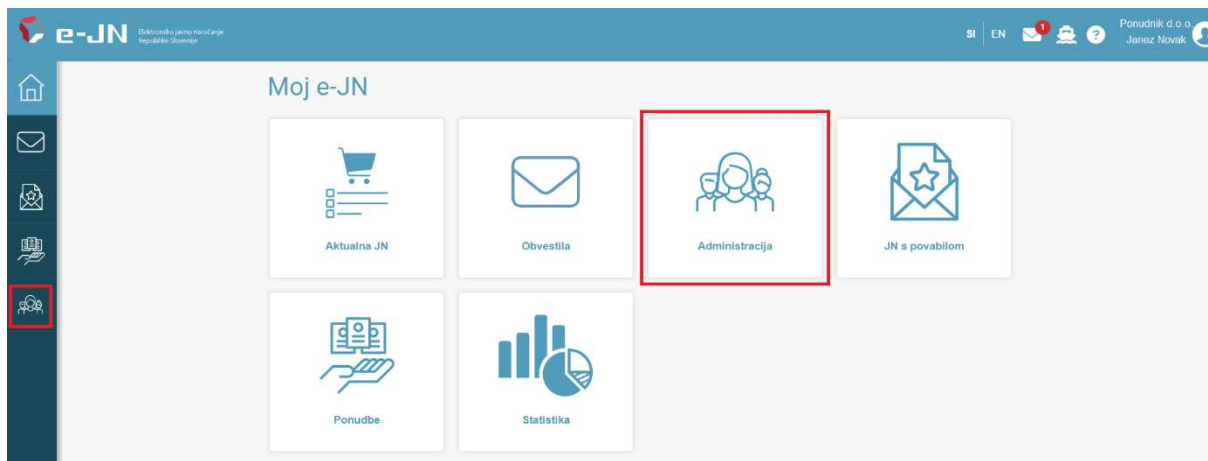 e-JN
Elektronsko javno naročanje
Republike Slovenije
SI EN
1
?
Ponudnik d.o.o.
Janez Novak
Moj e-JN
Aktualna JN
Obvestila
Administracija
JN s povabilom
Ponudbe
Statistika